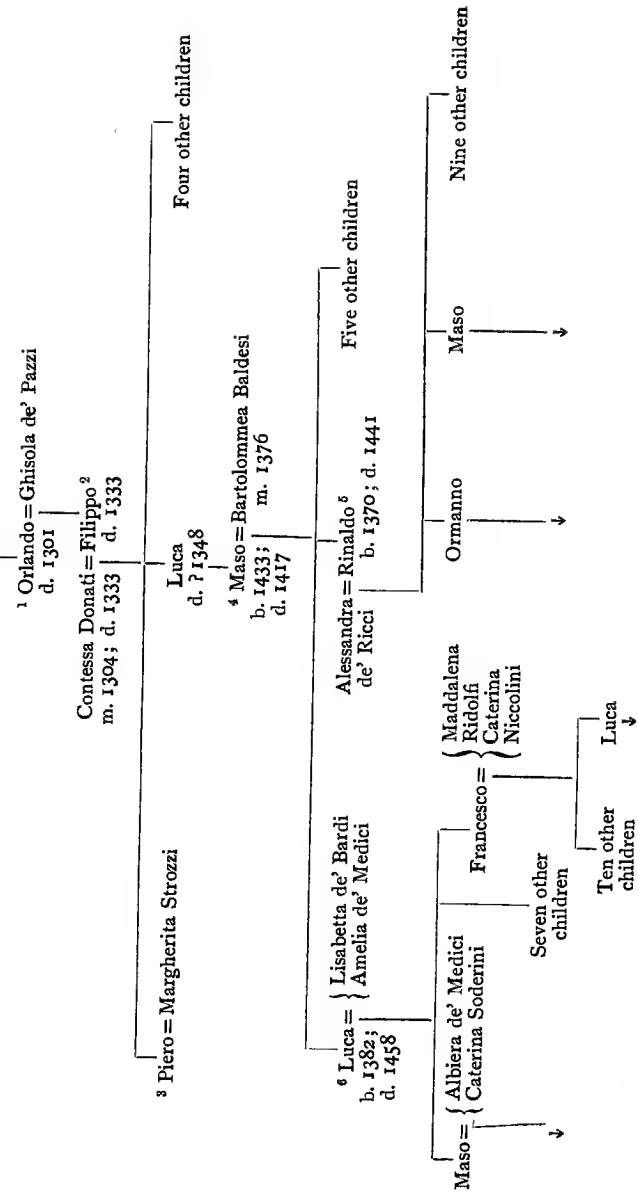 ¹ Orlando = Ghisola de' Pazzi
d. 1301
Contessa Donati = Filippo ²
m. 1304; d. 1333 d. 1333
³ Piero = Margherita Strozzi
Luca
d. ? 1348
Four other children
⁴ Maso = Bartolommea Baldesi
b. 1433; m. 1376
d. 1417
⁶ Luca = { Lisabetta de' Bardi
Amelia de' Medici
b. 1382;
d. 1458
Alessandra = Rinaldo ⁵
de' Ricci b. 1370; d. 1441
Five other children
Maso = { Albiera de' Medici
Caterina Soderini
Seven other
children
Francesco = { Maddalena
Ridolfi
Caterina
Niccolini
Ormanno
Maso
Nine other children
Ten other
children
Luca